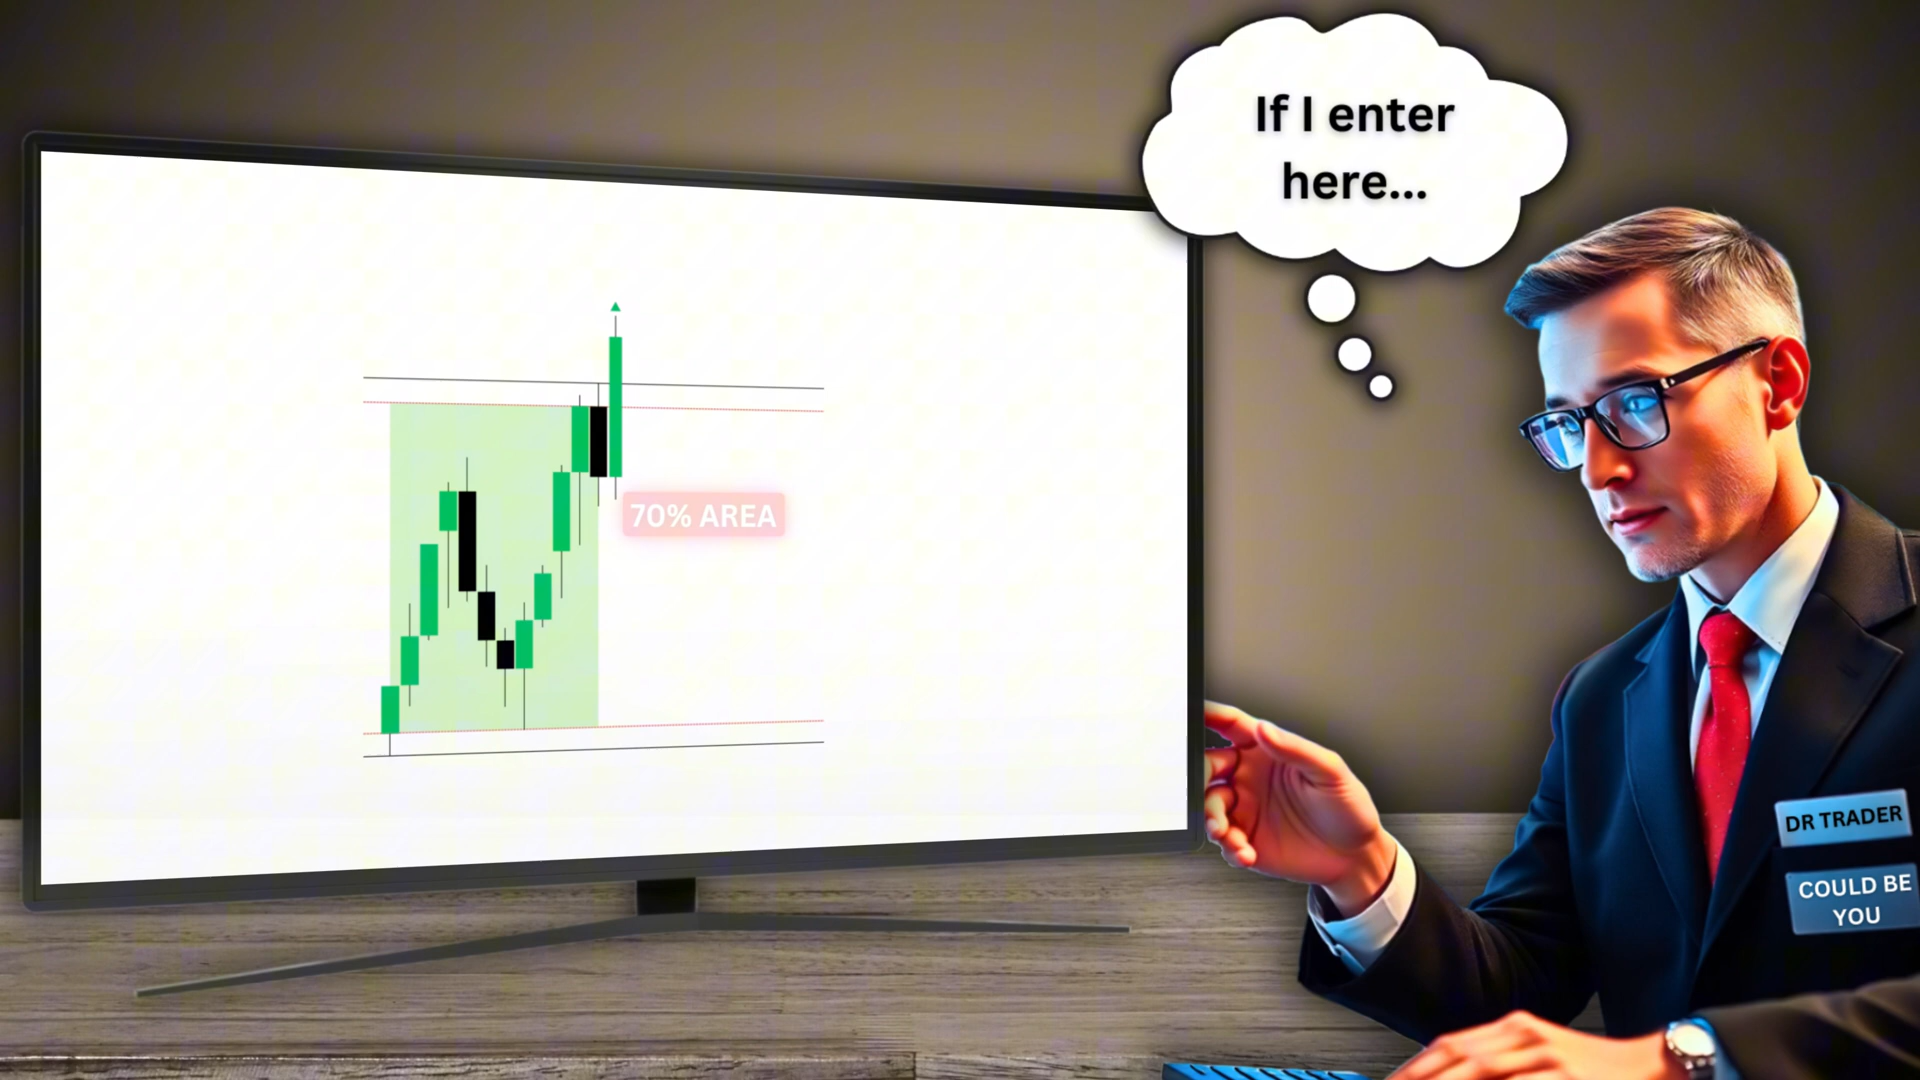 If I enter
here...
70% AREA
DR TRADER
COULD BE
YOU